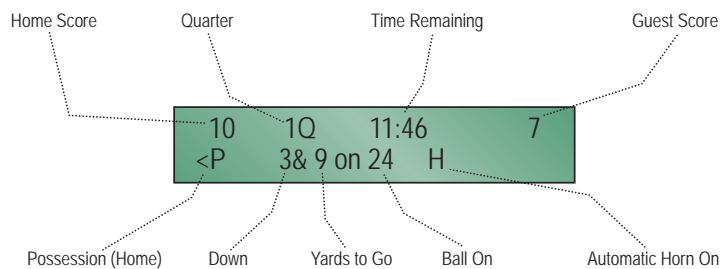 Home Score Quarter Time Remaining Guest Score
10 1Q 11:46 7
<P 3& 9 on 24 H
Possession (Home) Down Yards to Go Ball On Automatic Horn On